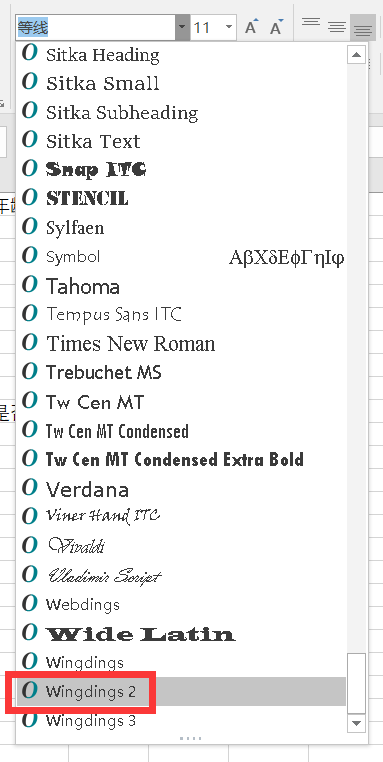 等线 11 A A
Sitka Heading
Sitka Small
Sitka Subheading
Sitka Text
Snap ITC
STENCIL
Sylfaen
Symbol ΑβΧδΕφΓηΙφ
Tahoma
Tempus Sans ITC
Times New Roman
Trebuchet MS
Tw Cen MT
Tw Cen MT Condensed
Tw Cen MT Condensed Extra Bold
Verdana
Viner Hand ITC
Vivaldi
Vladimir Script
Webdings
Wide Latin
Wingdings
Wingdings 2
Wingdings 3